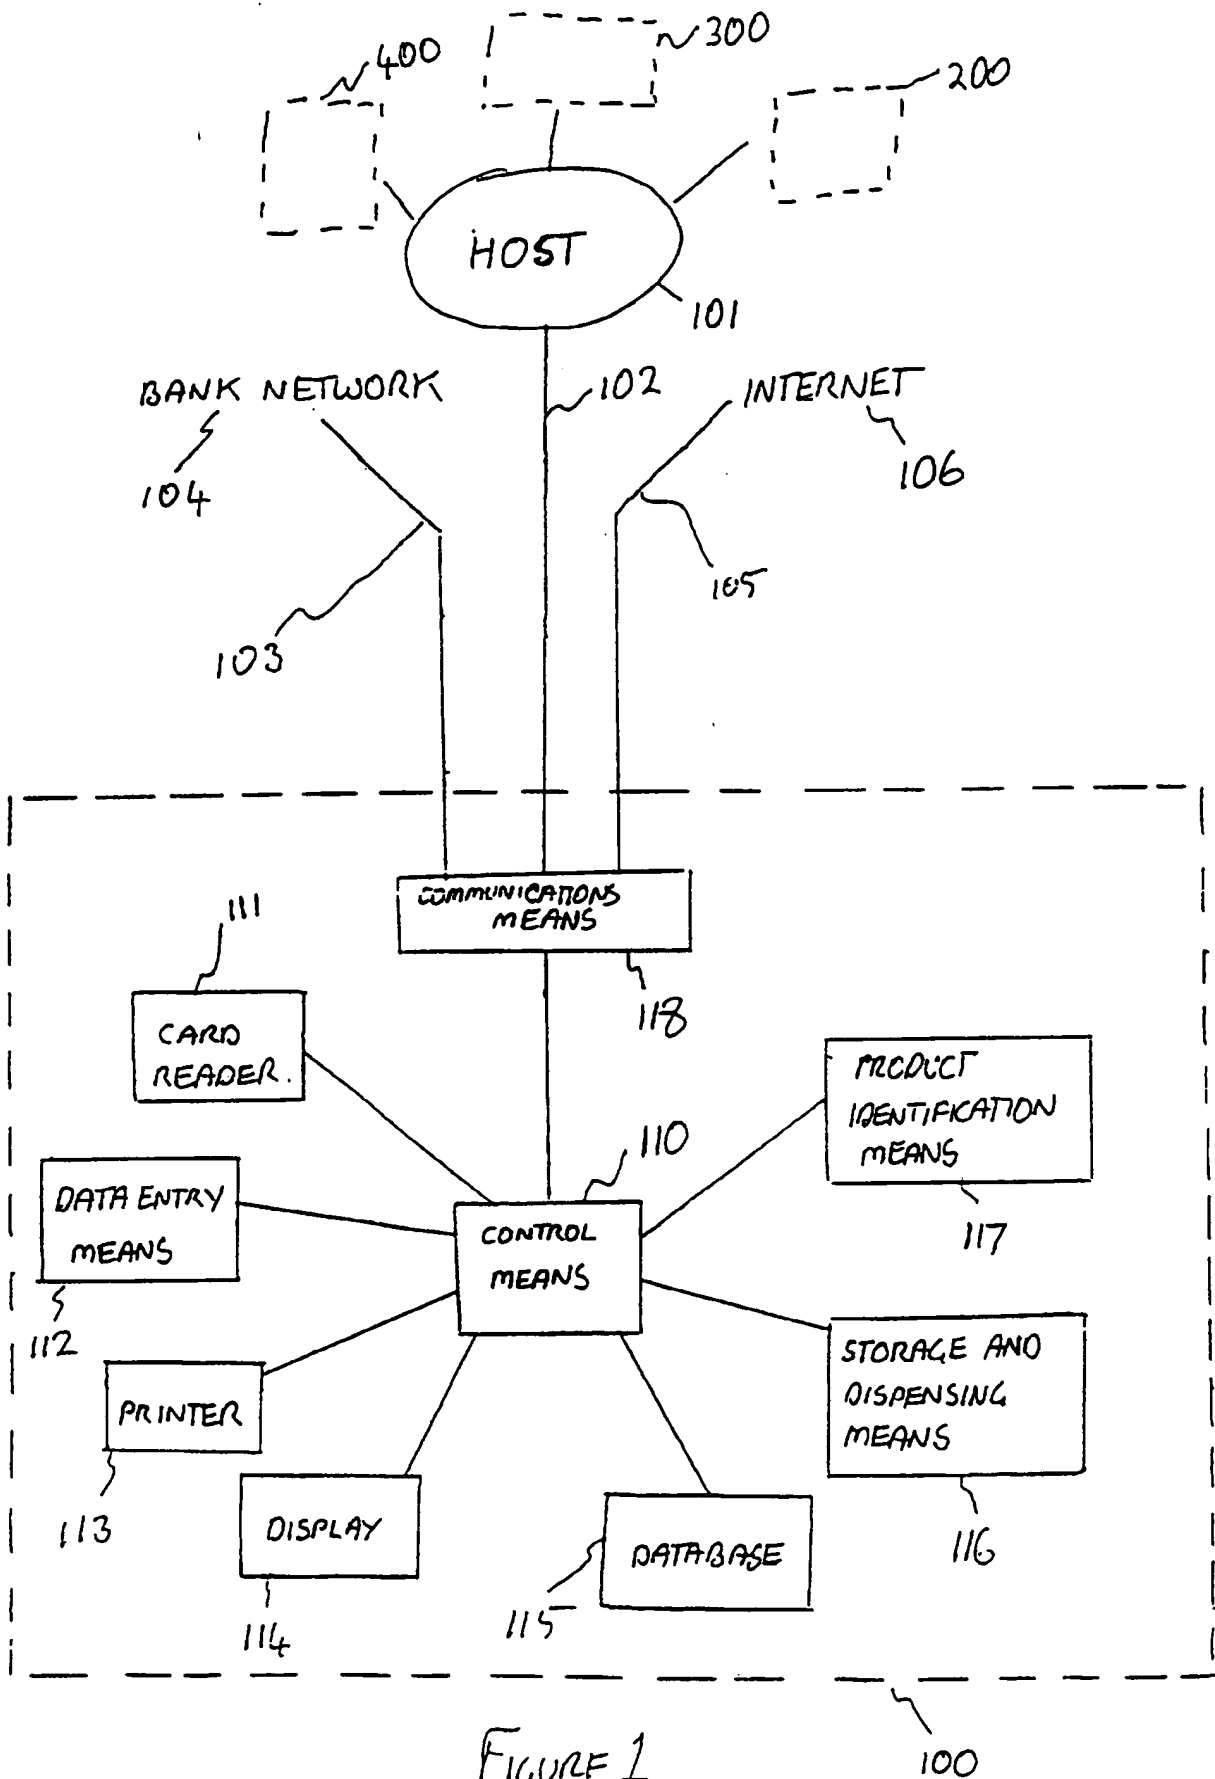 300
400
200
HOST
101
BANK NETWORK
102
INTERNET
104
106
105
103
COMMUNICATIONS
MEANS
111
118
CARD
READER.
PRODUCT
IDENTIFICATION
MEANS
110
117
DATA ENTRY
MEANS
112
CONTROL
MEANS
STORAGE AND
DISPENSING
MEANS
116
PRINTER
113
DISPLAY
114
DATABASE
115
100
FIGURE 1